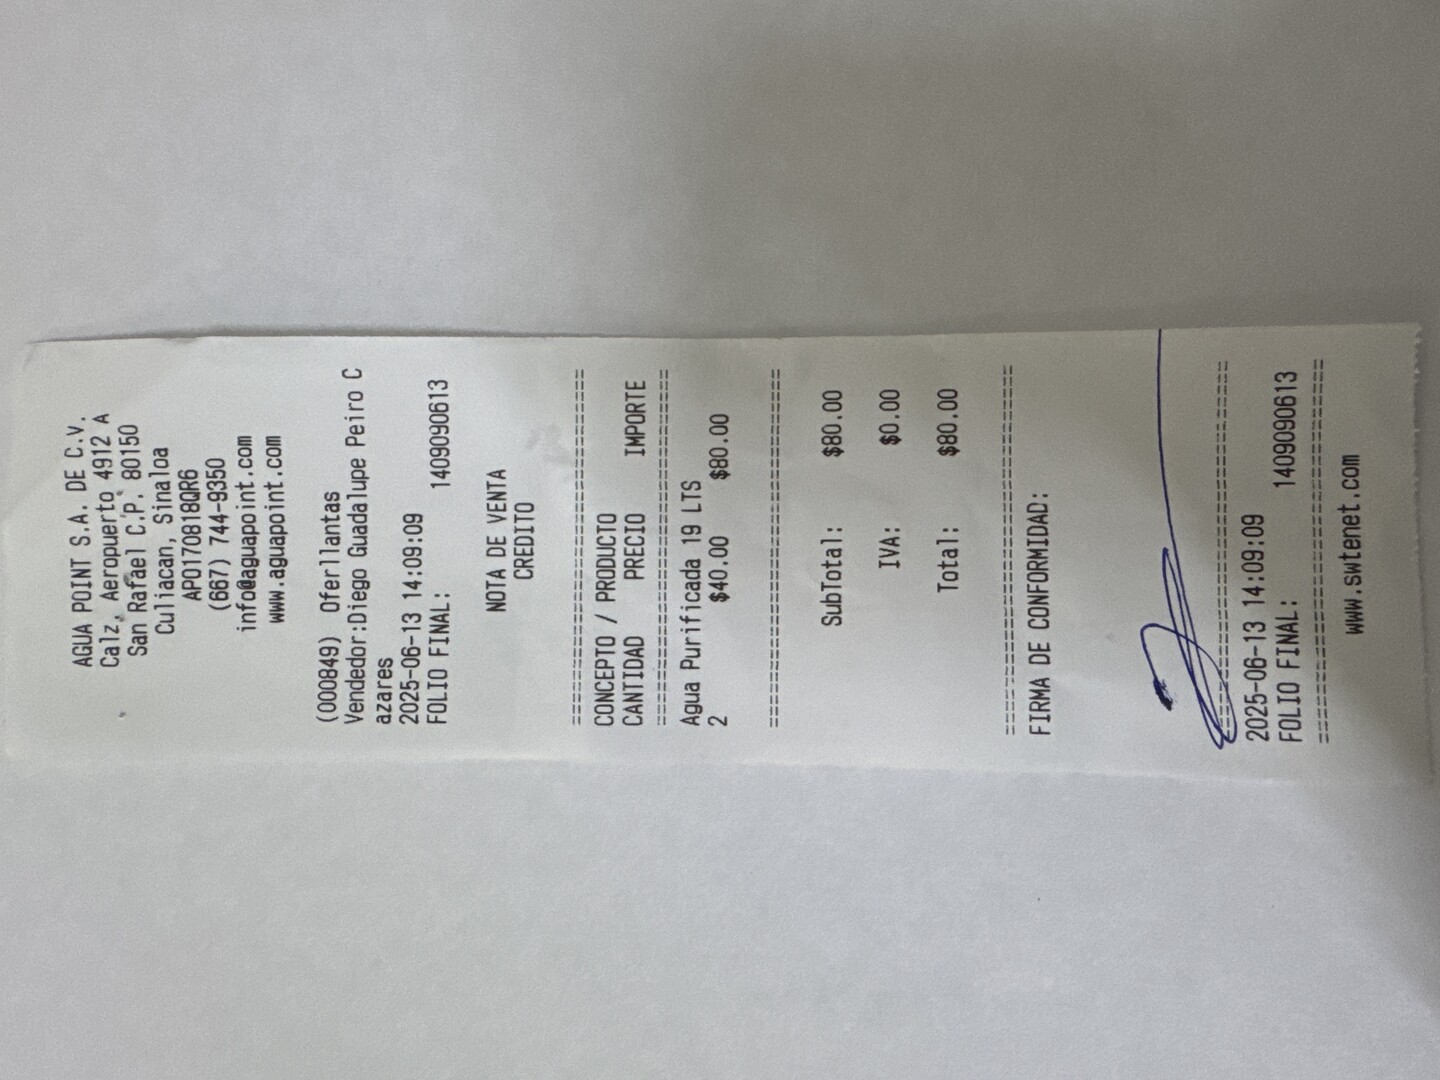 AGUA POINT S.A. DE C.V.
Calz, Aeropuerto 4912 A
San Rafael C.P. 80150
Culiacan, Sinaloa
APO170818QR6
(667) 744-9350
info@aguapoint.com
www.aguapoint.com
(000849) Oferllantas
Vendedor:Diego Guadalupe Peiro C
azares
2025-06-13 14:09:09
FOLIO FINAL: 1409090613
NOTA DE VENTA
CREDITO
================================
CONCEPTO / PRODUCTO
CANTIDAD PRECIO IMPORTE
================================
Agua Purificada 19 LTS
2 $40.00 $80.00
================================
SubTotal: $80.00
IVA: $0.00
Total: $80.00
================================
FIRMA DE CONFORMIDAD:
================================
2025-06-13 14:09:09
FOLIO FINAL: 1409090613
================================
www.swtenet.com